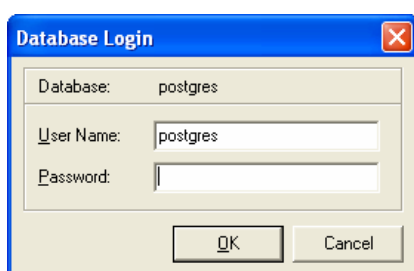 Database Login
Database: postgres
User Name: postgres
Password:
OK Cancel